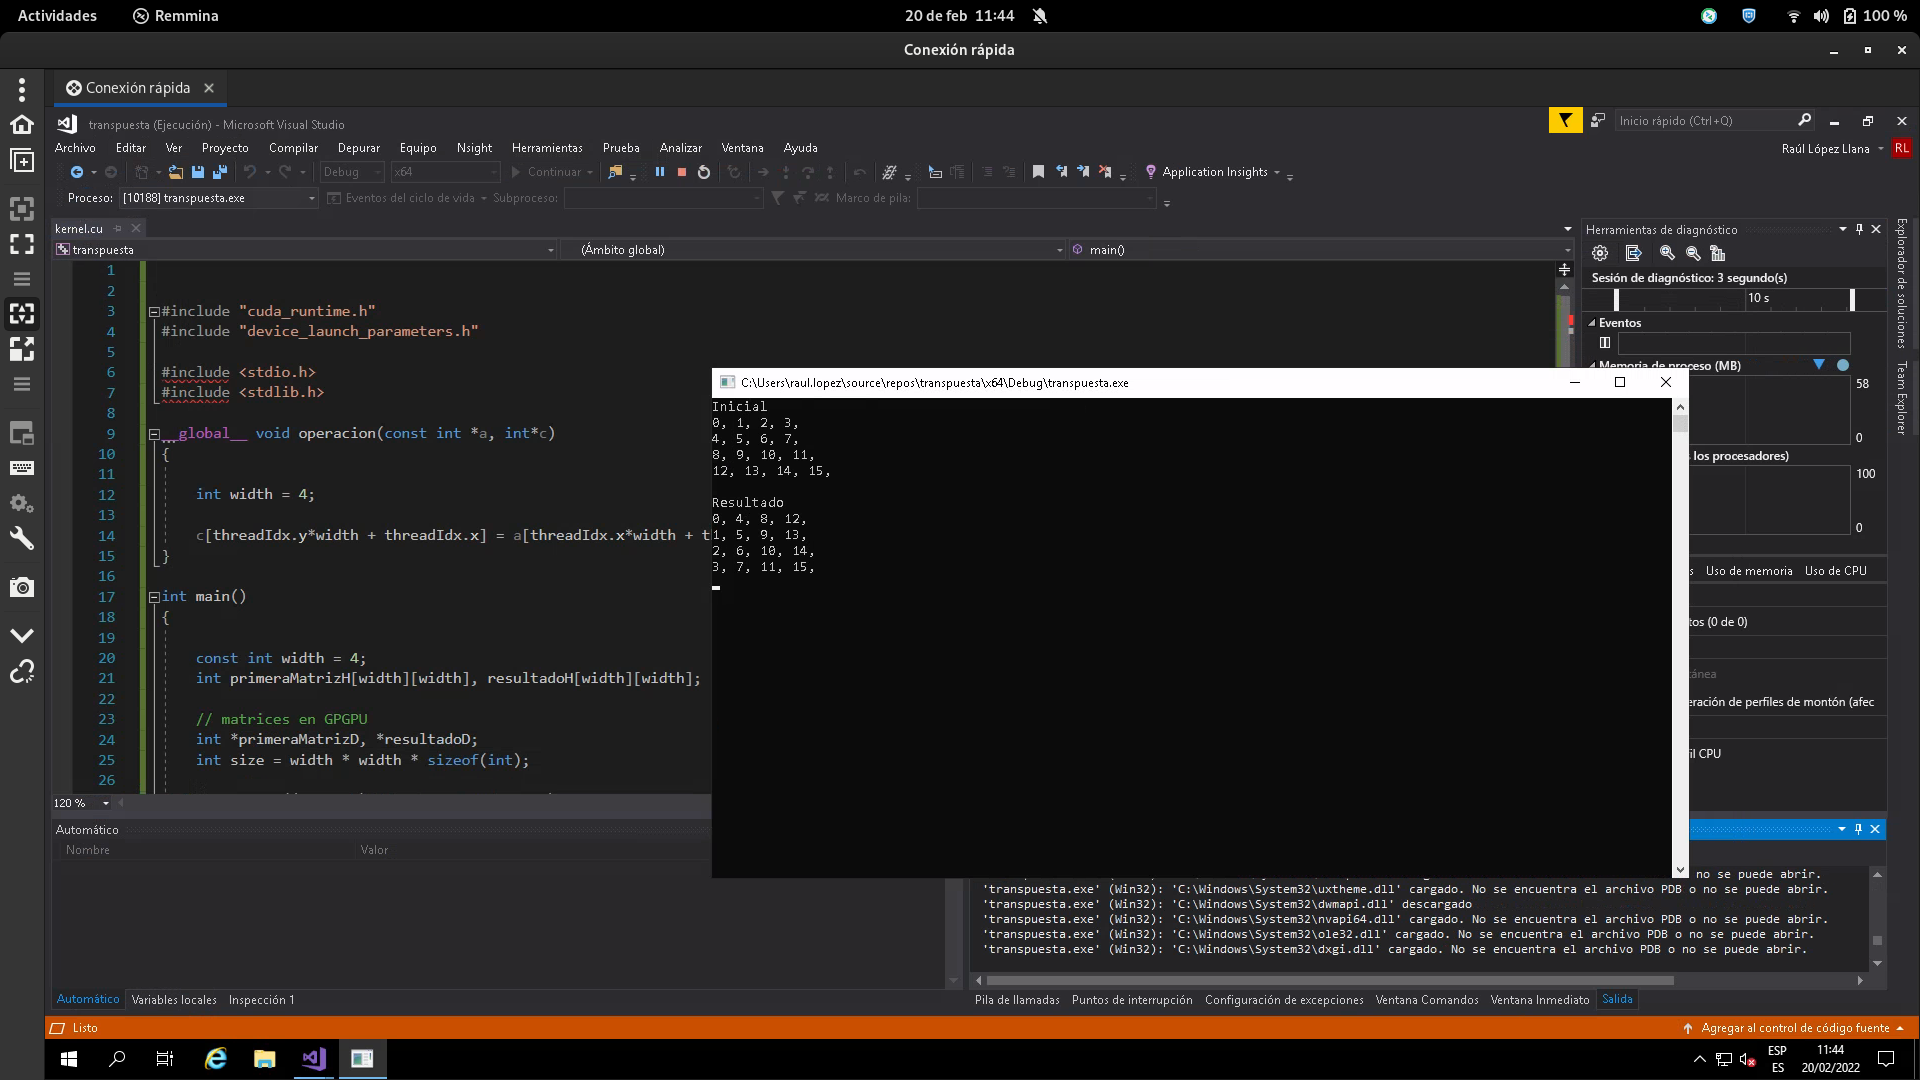 Actividades
Remmina
20 de feb 11:44
100 %
Conexión rápida
Conexión rápida
transpuesta (Ejecución) - Microsoft Visual Studio
Inicio rápido (Ctrl+Q)
Archivo Editar Ver Proyecto Compilar Depurar Equipo Nsight Herramientas Prueba Analizar Ventana Ayuda
Raúl López Llana
RL
Debug x64 Continuar Application Insights
Proceso: [10188] transpuesta.exe Eventos del ciclo de vida Subproceso: Marco de pila:
kernel.cu
transpuesta (Ámbito global) main()
1
2
3 #include "cuda_runtime.h"
4 #include "device_launch_parameters.h"
5
6 #include <stdio.h>
7 #include <stdlib.h>
8
9 __global__ void operacion(const int *a, int*c)
10 {
11
12 int width = 4;
13
14 c[threadIdx.y*width + threadIdx.x] = a[threadIdx.x*width +
15 }
16
17 int main()
18 {
19
20 const int width = 4;
21 int primeraMatrizH[width][width], resultadoH[width][width];
22
23 // matrices en GPGPU
24 int *primeraMatrizD, *resultadoD;
25 int size = width * width * sizeof(int);
26
120 %
C:\Users\raul.lopez\source\repos\transpuesta\x64\Debug\transpuesta.exe
Inicial
0, 1, 2, 3,
4, 5, 6, 7,
8, 9, 10, 11,
12, 13, 14, 15,
Resultado
0, 4, 8, 12,
1, 5, 9, 13,
2, 6, 10, 14,
3, 7, 11, 15,
Herramientas de diagnóstico
Sesión de diagnóstico: 3 segundo(s)
10 s
Eventos
Memoria de proceso (MB)
58
0
los procesadores)
100
0
Uso de memoria Uso de CPU
(0 de 0)
de perfiles de montón (afec
CPU
Explorador de soluciones
Team Explorer
Automático
Nombre Valor
no se puede abrir.
'transpuesta.exe' (Win32): 'C:\Windows\System32\uxtheme.dll' cargado. No se encuentra el archivo PDB o no se puede abrir.
'transpuesta.exe' (Win32): 'C:\Windows\System32\dwmapi.dll' descargado
'transpuesta.exe' (Win32): 'C:\Windows\System32\nvapi64.dll' cargado. No se encuentra el archivo PDB o no se puede abrir.
'transpuesta.exe' (Win32): 'C:\Windows\System32\ole32.dll' cargado. No se encuentra el archivo PDB o no se puede abrir.
'transpuesta.exe' (Win32): 'C:\Windows\System32\dxgi.dll' cargado. No se encuentra el archivo PDB o no se puede abrir.
Automático Variables locales Inspección 1
Pila de llamadas Puntos de interrupción Configuración de excepciones Ventana Comandos Ventana Inmediato Salida
Listo
Agregar al control de código fuente
ESP
ES
11:44
20/02/2022